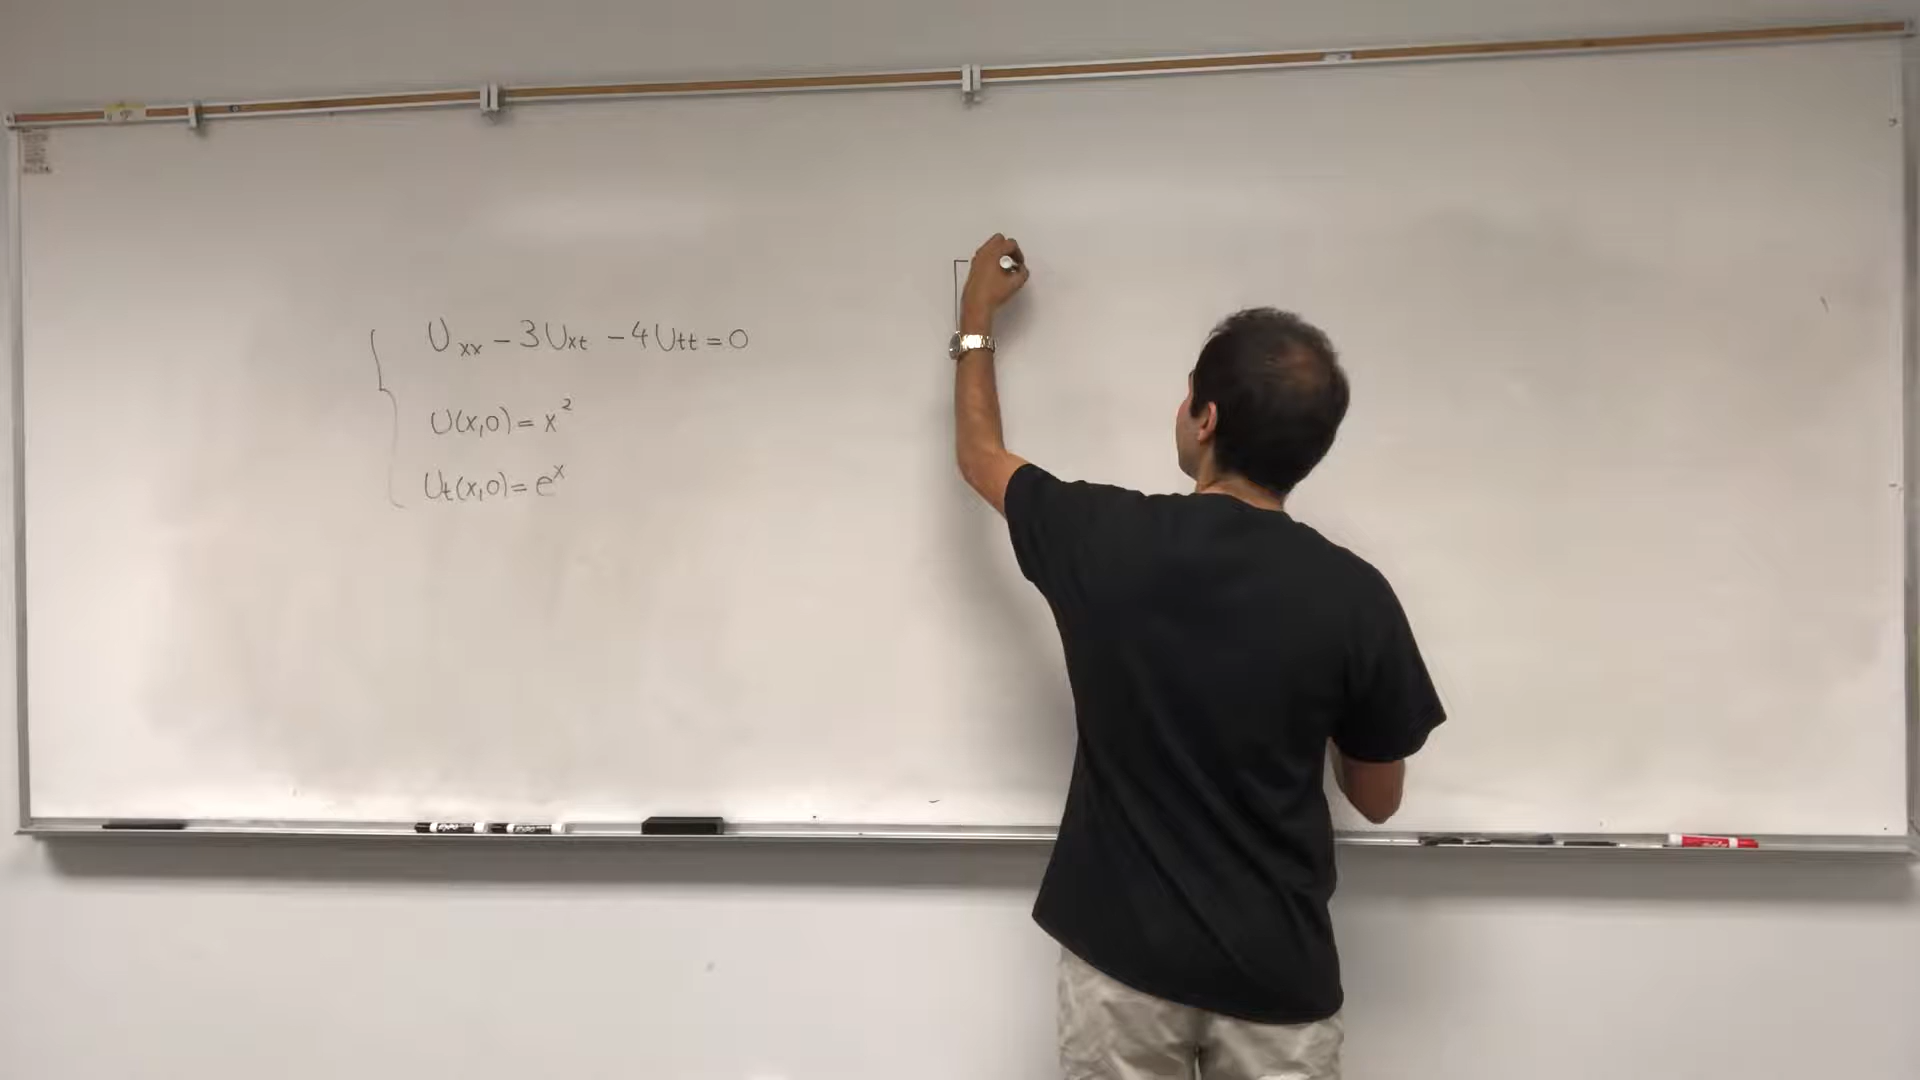 Uxx - 3Uxt - 4Utt = 0
U(x,0) = x²
Ut(x,0) = eˣ